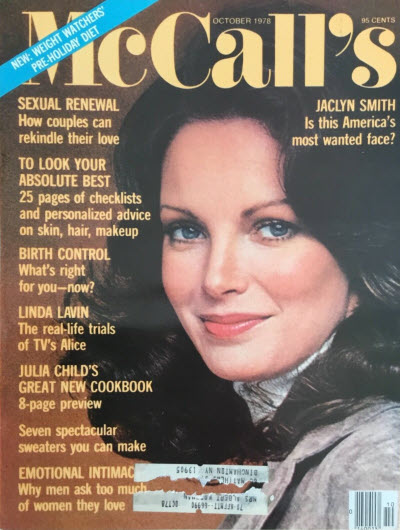 NEW: WEIGHT WATCHERS'
PRE-HOLIDAY DIET
McCall's
OCTOBER 1978
95 CENTS
SEXUAL RENEWAL
How couples can
rekindle their love
JACLYN SMITH
Is this America's
most wanted face?
TO LOOK YOUR
ABSOLUTE BEST
25 pages of checklists
and personalized advice
on skin, hair, makeup
BIRTH CONTROL
What's right
for you—now?
LINDA LAVIN
The real-life trials
of TV's Alice
JULIA CHILD'S
GREAT NEW COOKBOOK
8-page preview
Seven spectacular
sweaters you can make
EMOTIONAL INTIMAC
Why men ask too much
of women they love
OCT78
BINGHAMTON NY
10